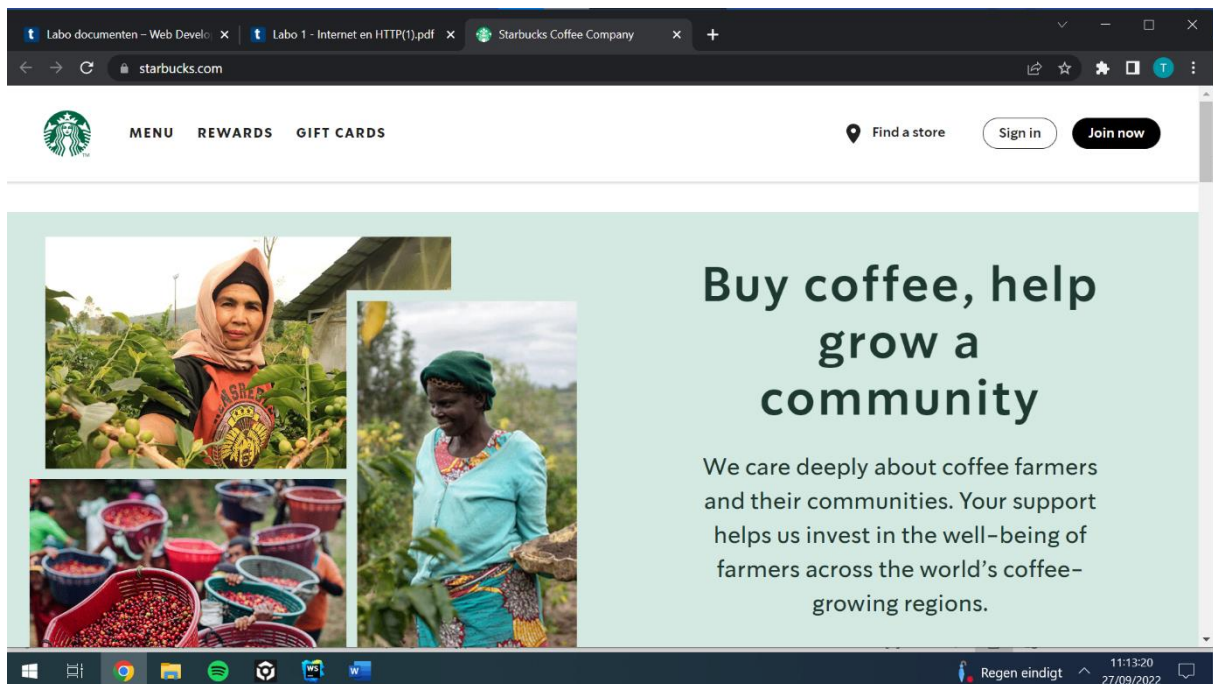 Labo documenten – Web Develo
Labo 1 - Internet en HTTP(1).pdf
Starbucks Coffee Company
starbucks.com
T
MENU REWARDS GIFT CARDS
Find a store
Sign in
Join now
TM
Buy coffee, help
grow a
community
We care deeply about coffee farmers
and their communities. Your support
helps us invest in the well-being of
farmers across the world's coffee-
growing regions.
WS
W
Regen eindigt
11:13:20
27/09/2022